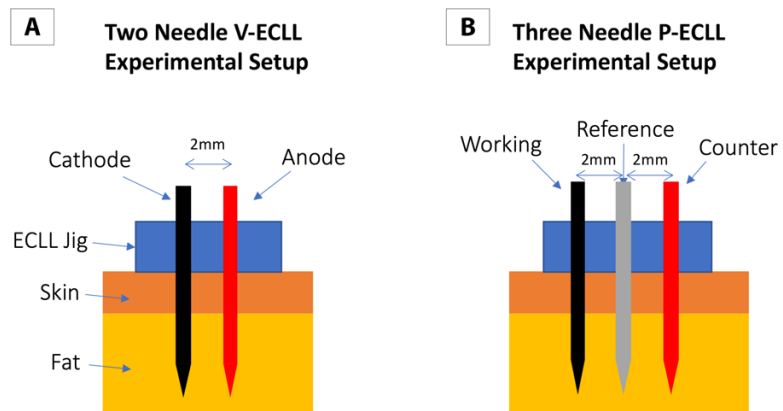 A
Two Needle V-ECLL
Experimental Setup
2mm
Cathode
Anode
ECLL Jig
Skin
Fat
B
Three Needle P-ECLL
Experimental Setup
Reference
Working
Counter
2mm
2mm